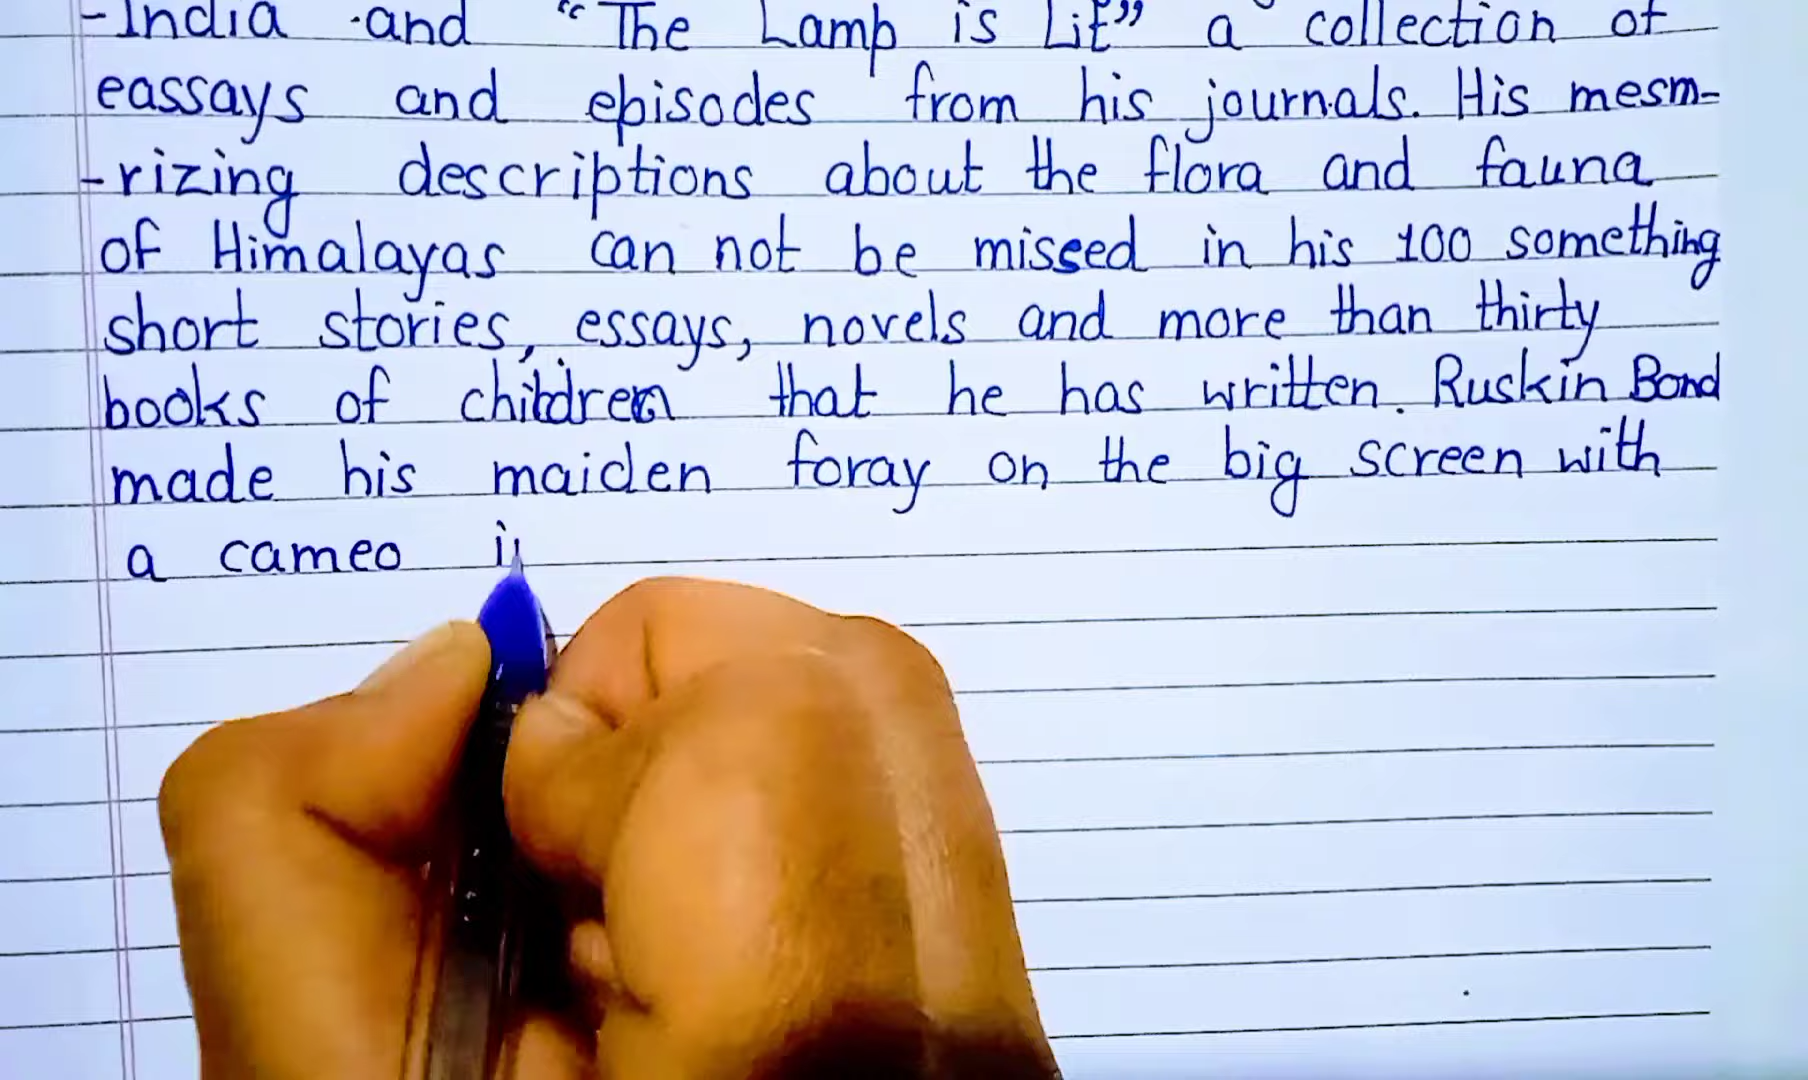 -India and "The Lamp is Lit" a collection of
eassays and episodes from his journals. His mesm-
-rizing descriptions about the flora and fauna
of Himalayas can not be missed in his 100 something
short stories, essays, novels and more than thirty
books of children that he has written. Ruskin Bond
made his maiden foray on the big screen with
a cameo